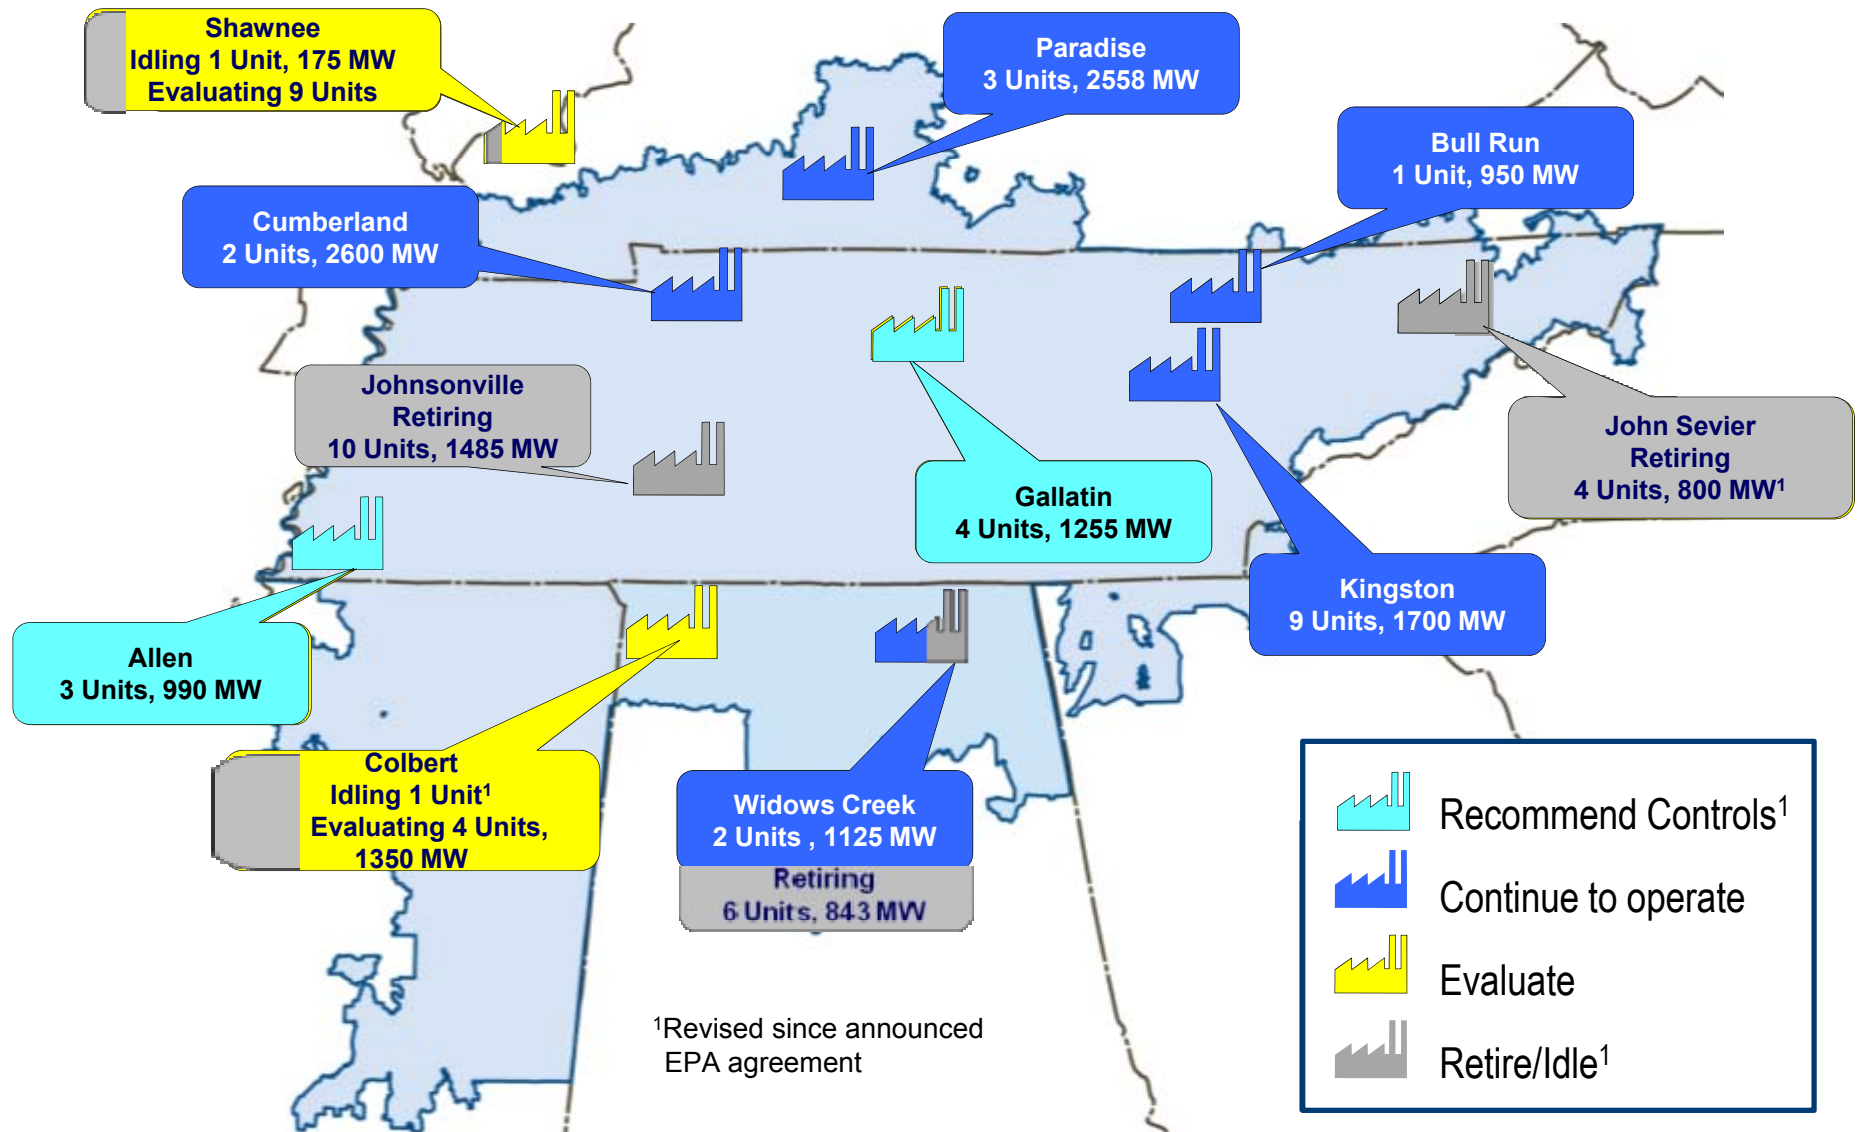 Shawnee
Idling 1 Unit, 175 MW
Evaluating 9 Units
Paradise
3 Units, 2558 MW
Bull Run
1 Unit, 950 MW
Cumberland
2 Units, 2600 MW
Johnsonville
Retiring
10 Units, 1485 MW
John Sevier
Retiring
4 Units, 800 MW¹
Gallatin
4 Units, 1255 MW
Kingston
9 Units, 1700 MW
Allen
3 Units, 990 MW
Colbert
Idling 1 Unit¹
Evaluating 4 Units,
1350 MW
Widows Creek
2 Units , 1125 MW
Retiring
6 Units, 843 MW
¹Revised since announced
EPA agreement
Recommend Controls¹
Continue to operate
Evaluate
Retire/Idle¹